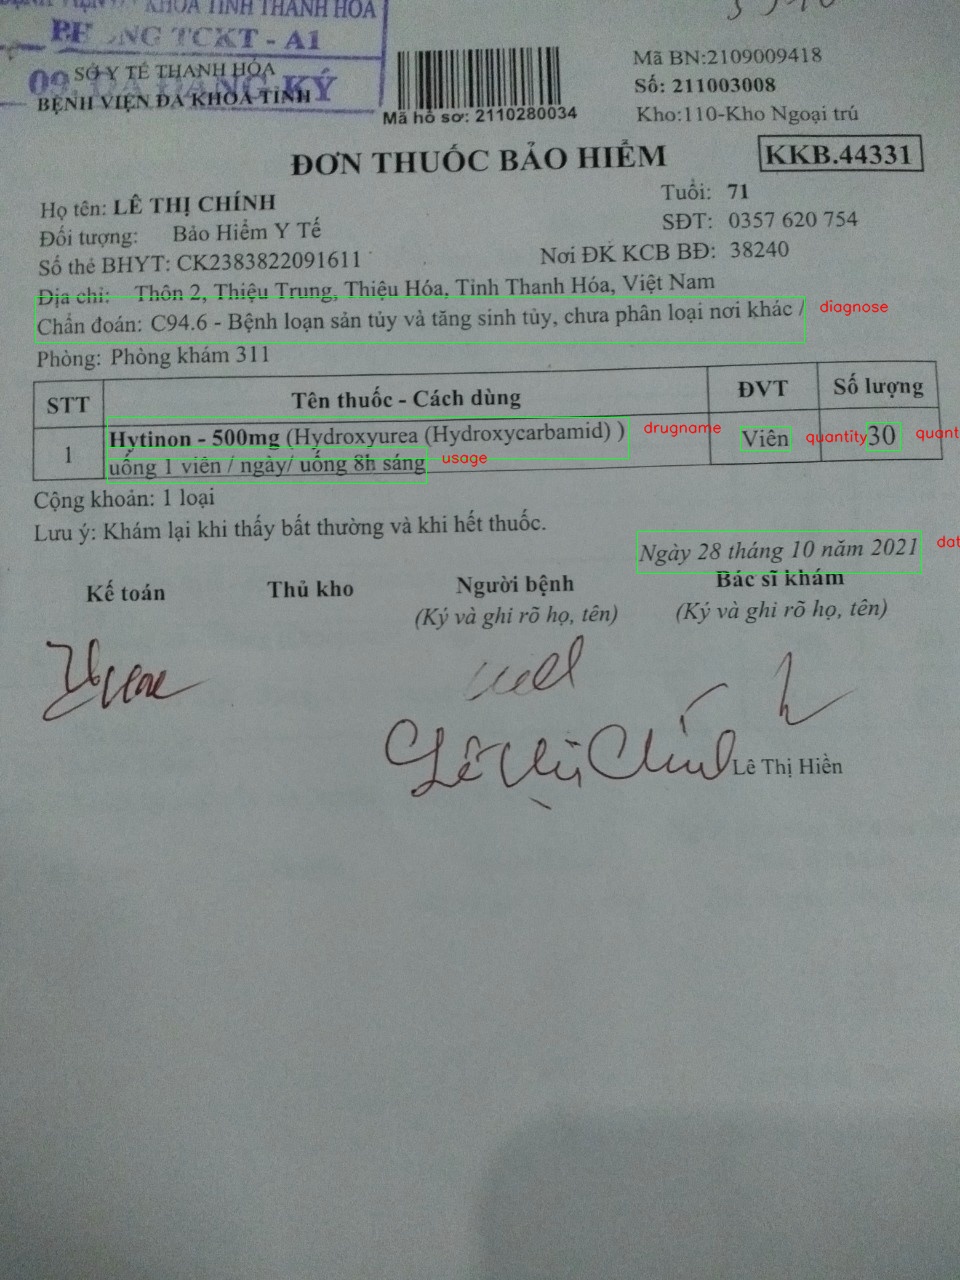 KHOA TỈNH THANH HÓA
PHÒNG TCKT - A1
SỞ Y TẾ THANH HÓA
BỆNH VIỆN ĐA KHOA TỈNH
ĐĂNG KÝ
Mã hồ sơ: 2110280034
Mã BN:2109009418
Số: 211003008
Kho:110-Kho Ngoại trú
ĐƠN THUỐC BẢO HIỂM
KKB.44331
Họ tên: LÊ THỊ CHÍNH
Tuổi: 71
Đối tượng: Bảo Hiểm Y Tế
SĐT: 0357 620 754
Số thẻ BHYT: CK2383822091611
Nơi ĐK KCB BĐ: 38240
Địa chỉ: Thôn 2, Thiệu Trung, Thiệu Hóa, Tỉnh Thanh Hóa, Việt Nam
Chẩn đoán: C94.6 - Bệnh loạn sản tủy và tăng sinh tủy, chưa phân loại nơi khác / diagnose
Phòng: Phòng khám 311
STT Tên thuốc - Cách dùng ĐVT Số lượng
1 Hytinon - 500mg (Hydroxyurea (Hydroxycarbamid) ) drugname Viên quantity 30 quant
uống 1 viên / ngày/ uống 8h sáng usage
Cộng khoản: 1 loại
Lưu ý: Khám lại khi thấy bất thường và khi hết thuốc.
Ngày 28 tháng 10 năm 2021 dat
Kế toán Thủ kho Người bệnh Bác sĩ khám
(Ký và ghi rõ họ, tên) (Ký và ghi rõ họ, tên)
Lê Thị Chính
Lê Thị Hiền